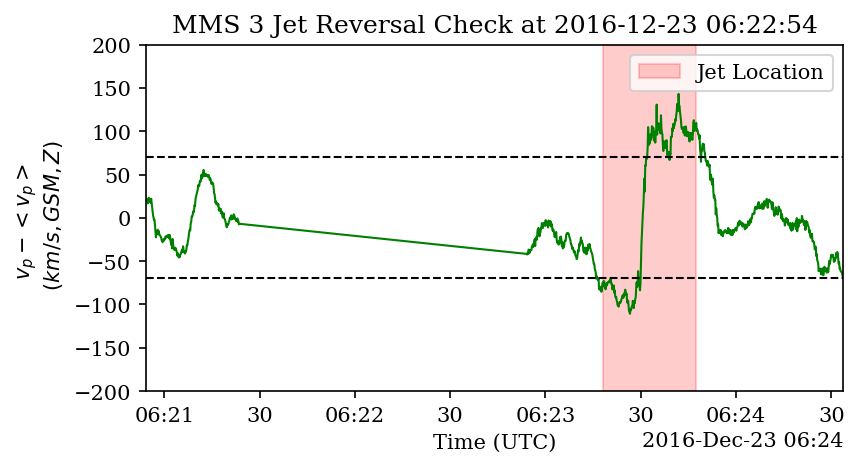 MMS 3 Jet Reversal Check at 2016-12-23 06:22:54
200
150
100
50
0
−50
−100
−150
−200
v_p − < v_p >
(km/s, GSM, Z)
Jet Location
06:21
30
06:22
30
06:23
30
06:24
30
Time (UTC)
2016-Dec-23 06:24